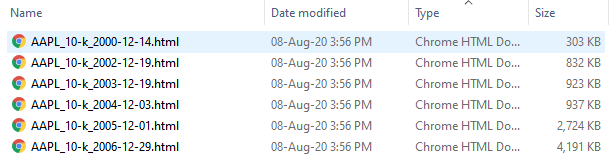 Name Date modified Type Size
AAPL_10-k_2000-12-14.html 08-Aug-20 3:56 PM Chrome HTML Do... 303 KB
AAPL_10-k_2002-12-19.html 08-Aug-20 3:56 PM Chrome HTML Do... 832 KB
AAPL_10-k_2003-12-19.html 08-Aug-20 3:56 PM Chrome HTML Do... 923 KB
AAPL_10-k_2004-12-03.html 08-Aug-20 3:56 PM Chrome HTML Do... 937 KB
AAPL_10-k_2005-12-01.html 08-Aug-20 3:56 PM Chrome HTML Do... 2,724 KB
AAPL_10-k_2006-12-29.html 08-Aug-20 3:56 PM Chrome HTML Do... 4,191 KB